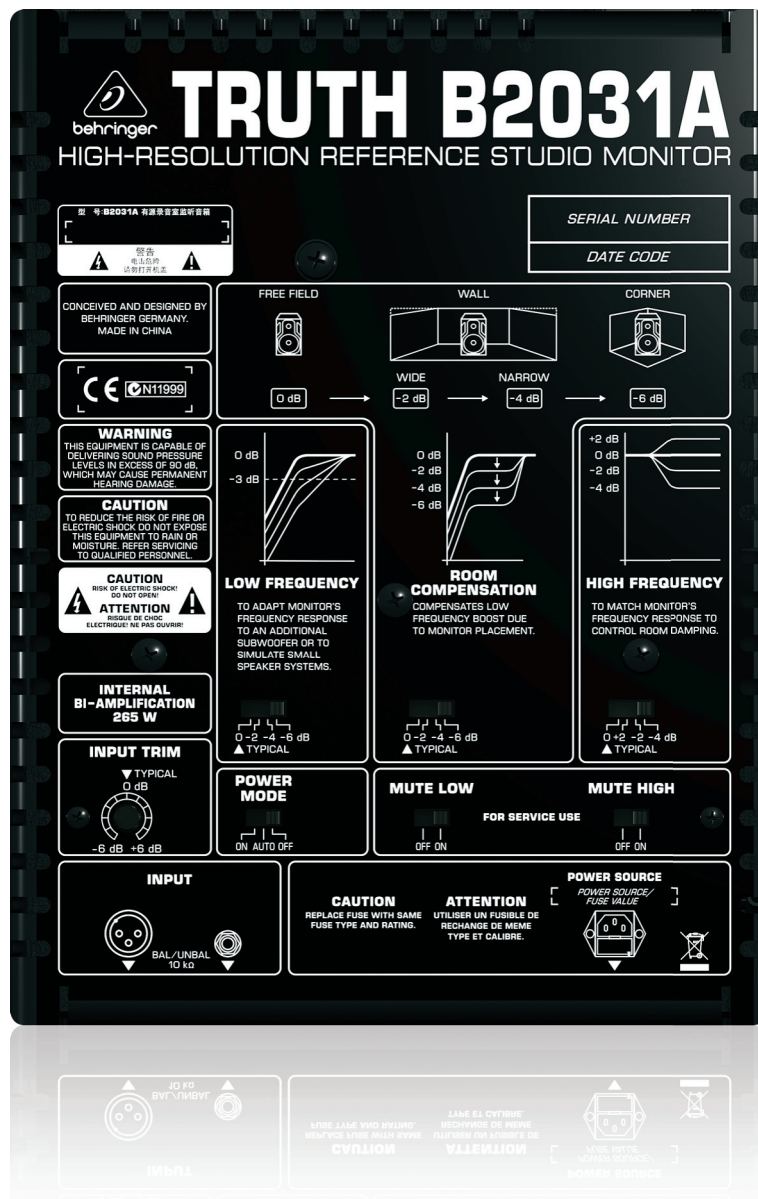 behringer
TRUTH B2031A
HIGH-RESOLUTION REFERENCE STUDIO MONITOR
型 号:B2031A 有源录音室监听音箱
警告
电击危险
请勿打开机盖
SERIAL NUMBER
DATE CODE
CONCEIVED AND DESIGNED BY
BEHRINGER GERMANY.
MADE IN CHINA
CE N11999
FREE FIELD WALL CORNER
WIDE NARROW
0 dB -2 dB -4 dB -6 dB
WARNING
THIS EQUIPMENT IS CAPABLE OF
DELIVERING SOUND PRESSURE
LEVELS IN EXCESS OF 90 dB,
WHICH MAY CAUSE PERMANENT
HEARING DAMAGE.
CAUTION
TO REDUCE THE RISK OF FIRE OR
ELECTRIC SHOCK DO NOT EXPOSE
THIS EQUIPMENT TO RAIN OR
MOISTURE. REFER SERVICING
TO QUALIFIED PERSONNEL.
CAUTION
RISK OF ELECTRIC SHOCK!
DO NOT OPEN!
ATTENTION
RISQUE DE CHOC
ELECTRIQUE! NE PAS OUVRIR!
0 dB
-3 dB
LOW FREQUENCY
TO ADAPT MONITOR'S
FREQUENCY RESPONSE
TO AN ADDITIONAL
SUBWOOFER OR TO
SIMULATE SMALL
SPEAKER SYSTEMS.
0 -2 -4 -6 dB
▲ TYPICAL
0 dB
-2 dB
-4 dB
-6 dB
ROOM
COMPENSATION
COMPENSATES LOW
FREQUENCY BOOST DUE
TO MONITOR PLACEMENT.
0 -2 -4 -6 dB
▲ TYPICAL
+2 dB
0 dB
-2 dB
-4 dB
HIGH FREQUENCY
TO MATCH MONITOR'S
FREQUENCY RESPONSE TO
CONTROL ROOM DAMPING.
0 +2 -2 -4 dB
▲ TYPICAL
INTERNAL
BI-AMPLIFICATION
265 W
INPUT TRIM
▼ TYPICAL
0 dB
-6 dB +6 dB
POWER
MODE
ON AUTO OFF
MUTE LOW
OFF ON
FOR SERVICE USE
MUTE HIGH
OFF ON
INPUT
BAL/UNBAL
10 kΩ
CAUTION
REPLACE FUSE WITH SAME
FUSE TYPE AND RATING.
ATTENTION
UTILISER UN FUSIBLE DE
RECHANGE DE MEME
TYPE ET CALIBRE.
POWER SOURCE
POWER SOURCE/
FUSE VALUE